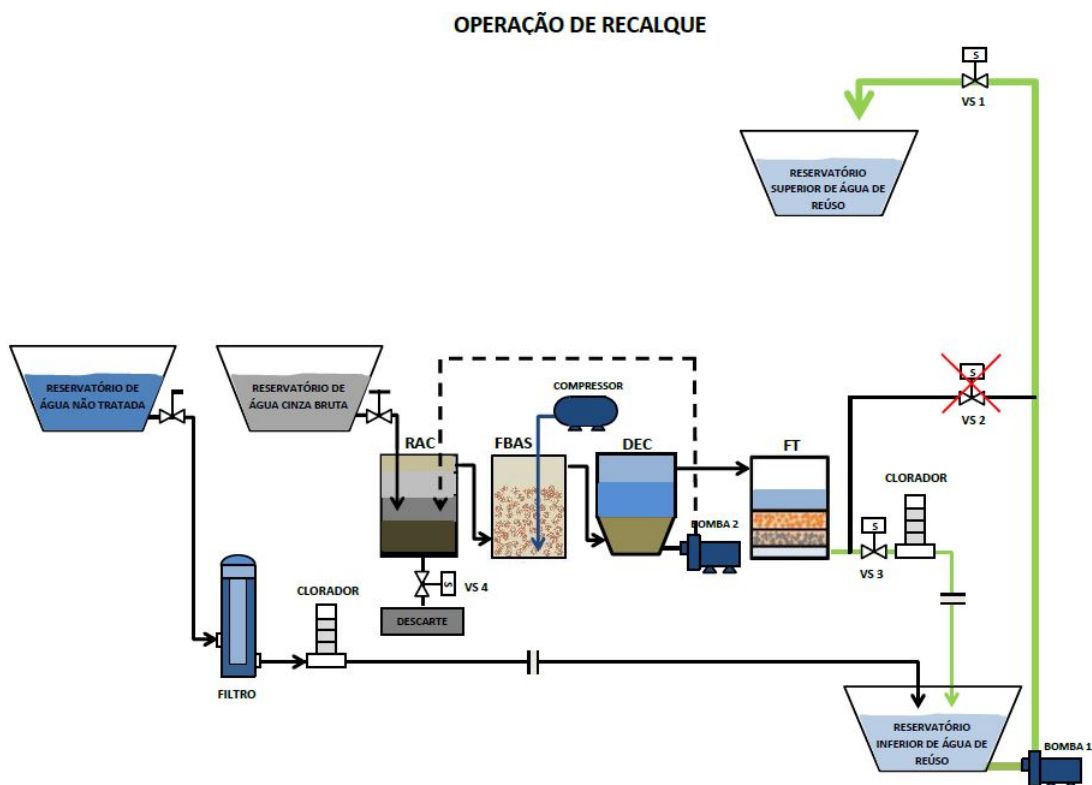 OPERAÇÃO DE RECALQUE
S
VS 1
RESERVATÓRIO
SUPERIOR DE ÁGUA DE
REÚSO
RESERVATÓRIO DE
ÁGUA NÃO TRATADA
RESERVATÓRIO DE
ÁGUA CINZA BRUTA
COMPRESSOR
S
VS 2
RAC
FBAS
DEC
FT
CLORADOR
BOMBA 2
S
VS 3
S
VS 4
DESCARTE
CLORADOR
FILTRO
RESERVATÓRIO
INFERIOR DE ÁGUA DE
REÚSO
BOMBA 1